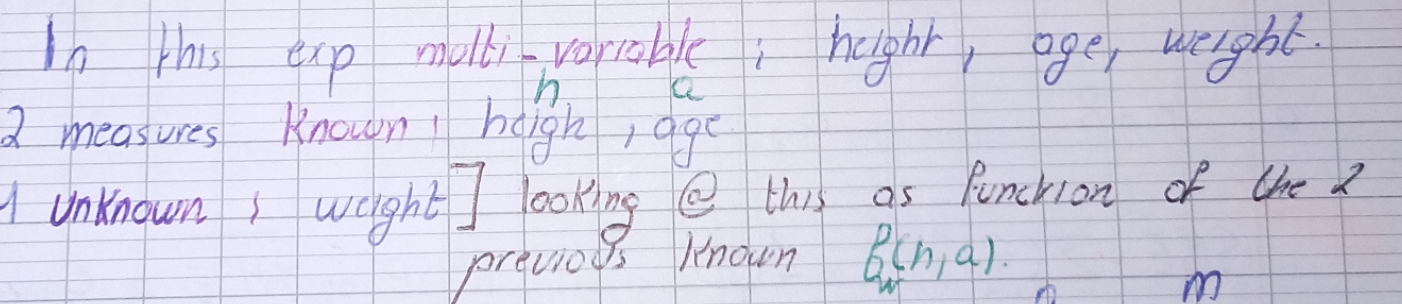 In this exp multi-variable ; height, age, weight.
h a
2 measures known ; heigh, age
1 unknown ; weight] looking @ this as function of the 2
previous known f_w(h,a).
n m